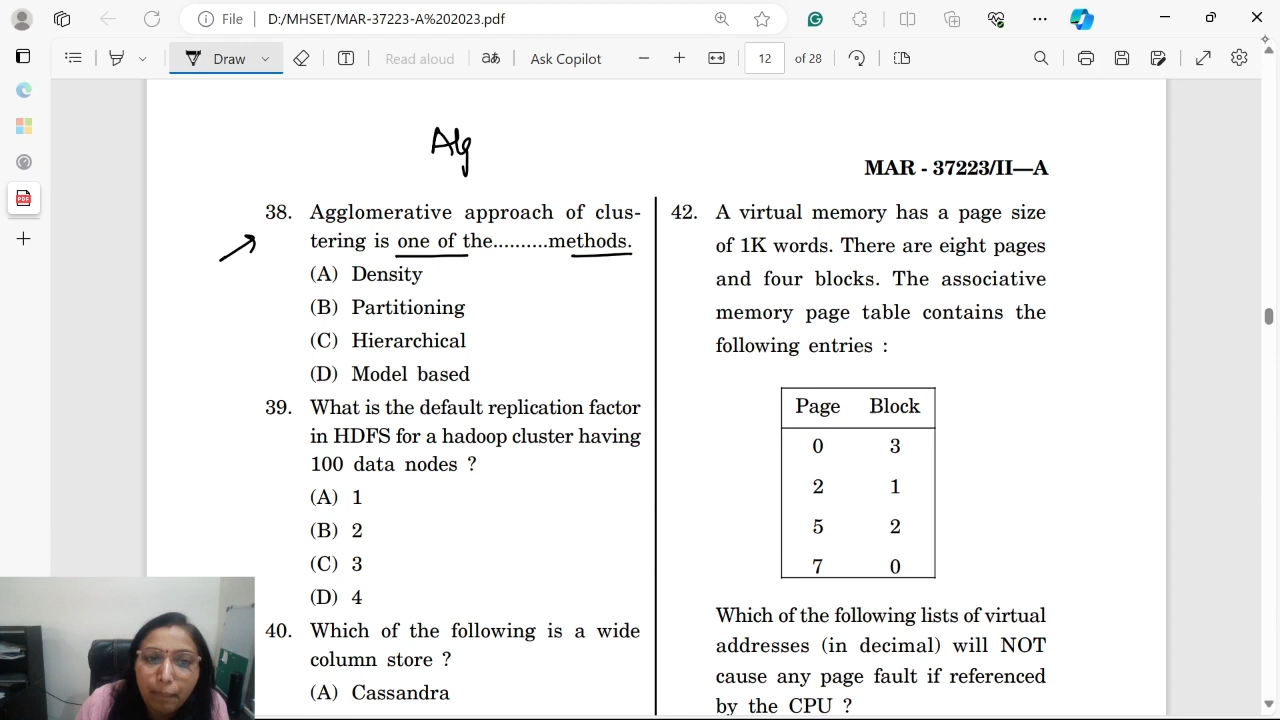 File
D:/MHSET/MAR-37223-A%202023.pdf
Draw
Read aloud
aあ
Ask Copilot
12
of 28
PDF
Alg
MAR - 37223/II—A
38. Agglomerative approach of clus-
tering is one of the..........methods.
(A) Density
(B) Partitioning
(C) Hierarchical
(D) Model based
39. What is the default replication factor
in HDFS for a hadoop cluster having
100 data nodes ?
(A) 1
(B) 2
(C) 3
(D) 4
40. Which of the following is a wide
column store ?
(A) Cassandra
42. A virtual memory has a page size
of 1K words. There are eight pages
and four blocks. The associative
memory page table contains the
following entries :
Page Block
0 3
2 1
5 2
7 0
Which of the following lists of virtual
addresses (in decimal) will NOT
cause any page fault if referenced
by the CPU ?